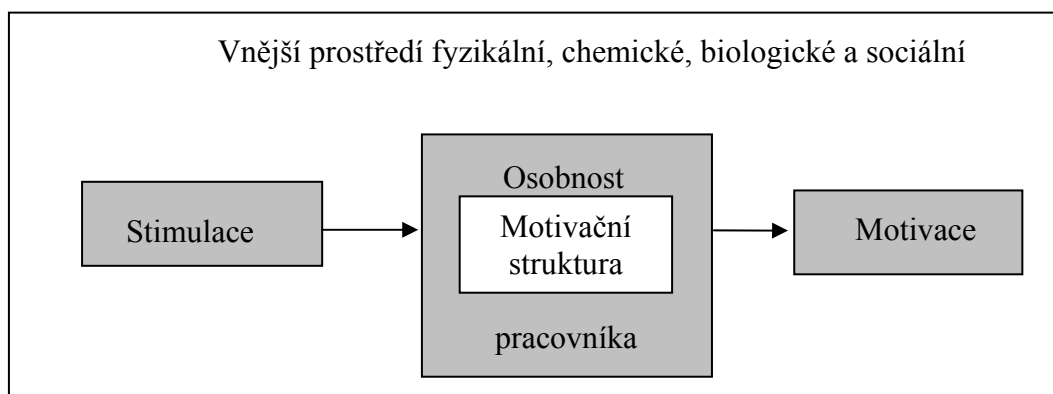 Vnější prostředí fyzikální, chemické, biologické a sociální
Stimulace
Osobnost
Motivační
struktura
pracovníka
Motivace